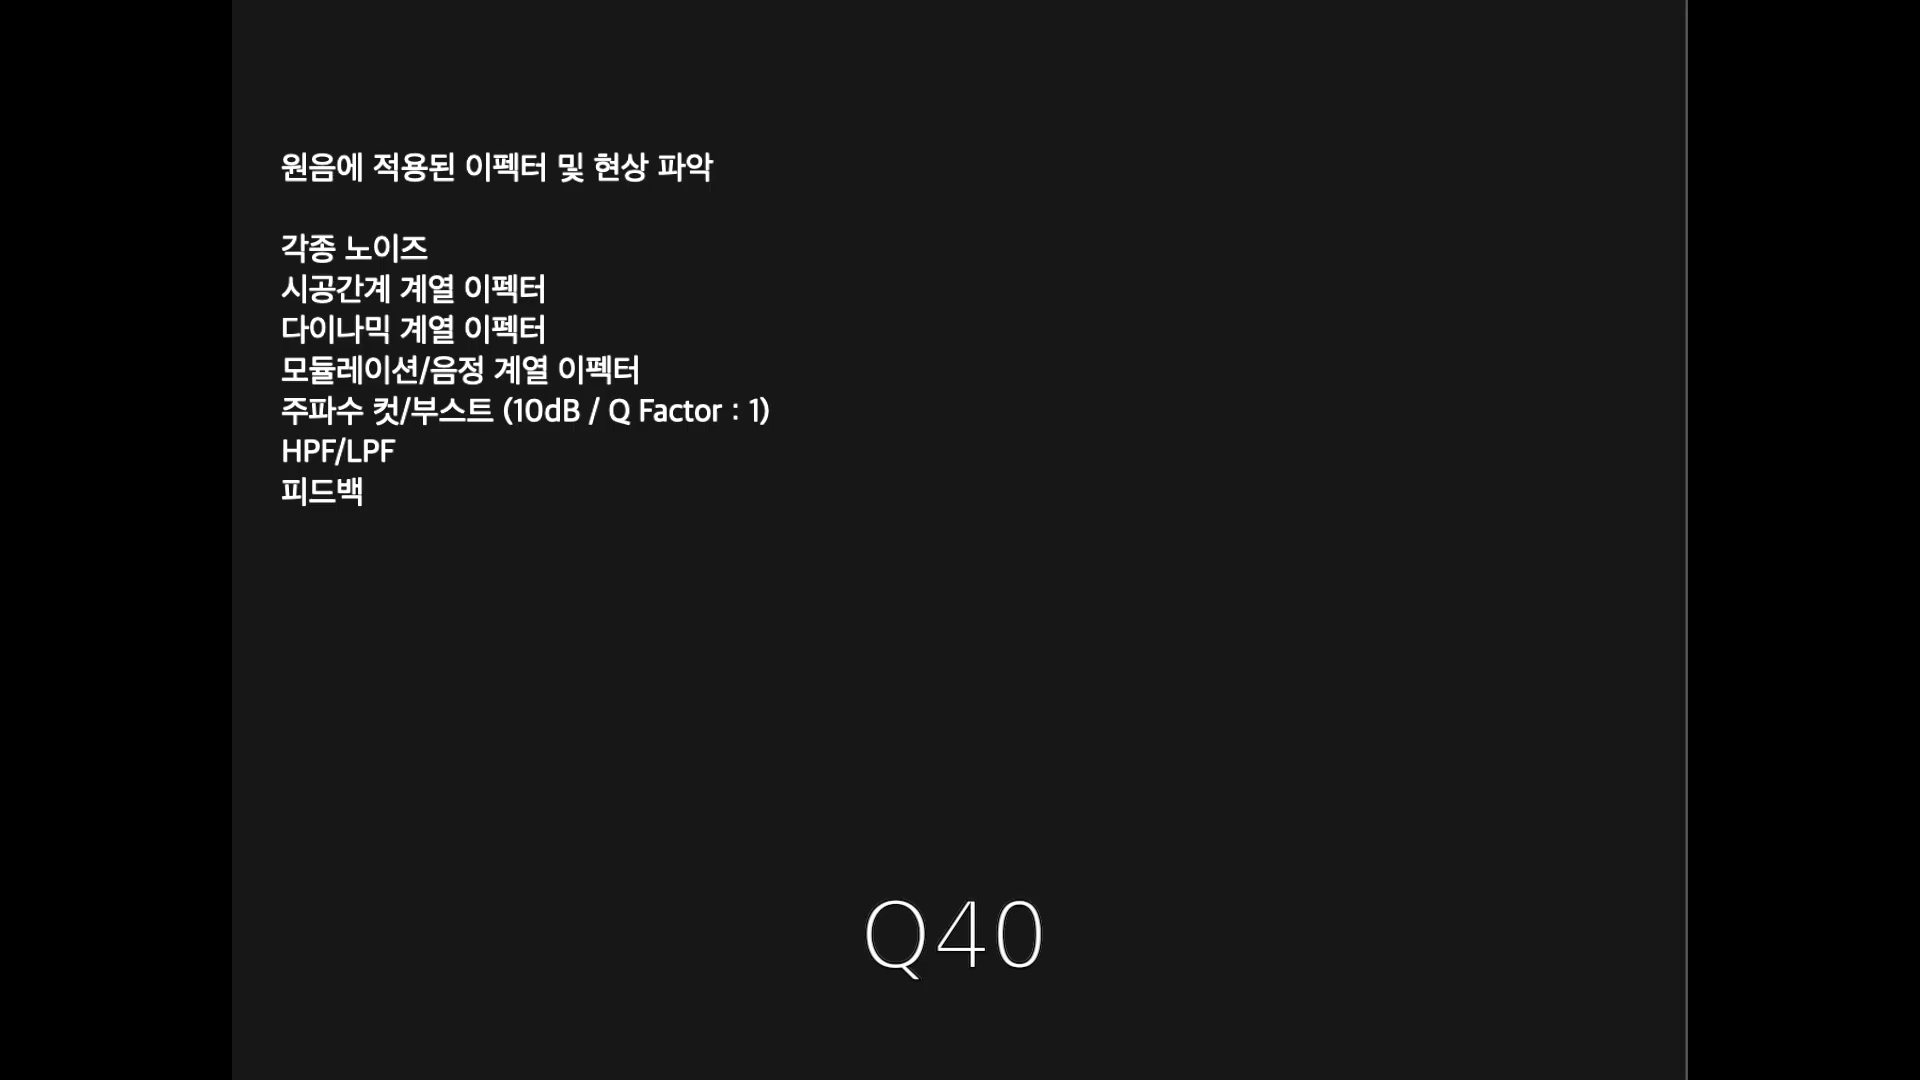 원음에 적용된 이펙터 및 현상 파악
각종 노이즈
시공간계 계열 이펙터
다이나믹 계열 이펙터
모듈레이션/음정 계열 이펙터
주파수 컷/부스트 (10dB / Q Factor : 1)
HPF/LPF
피드백
Q40